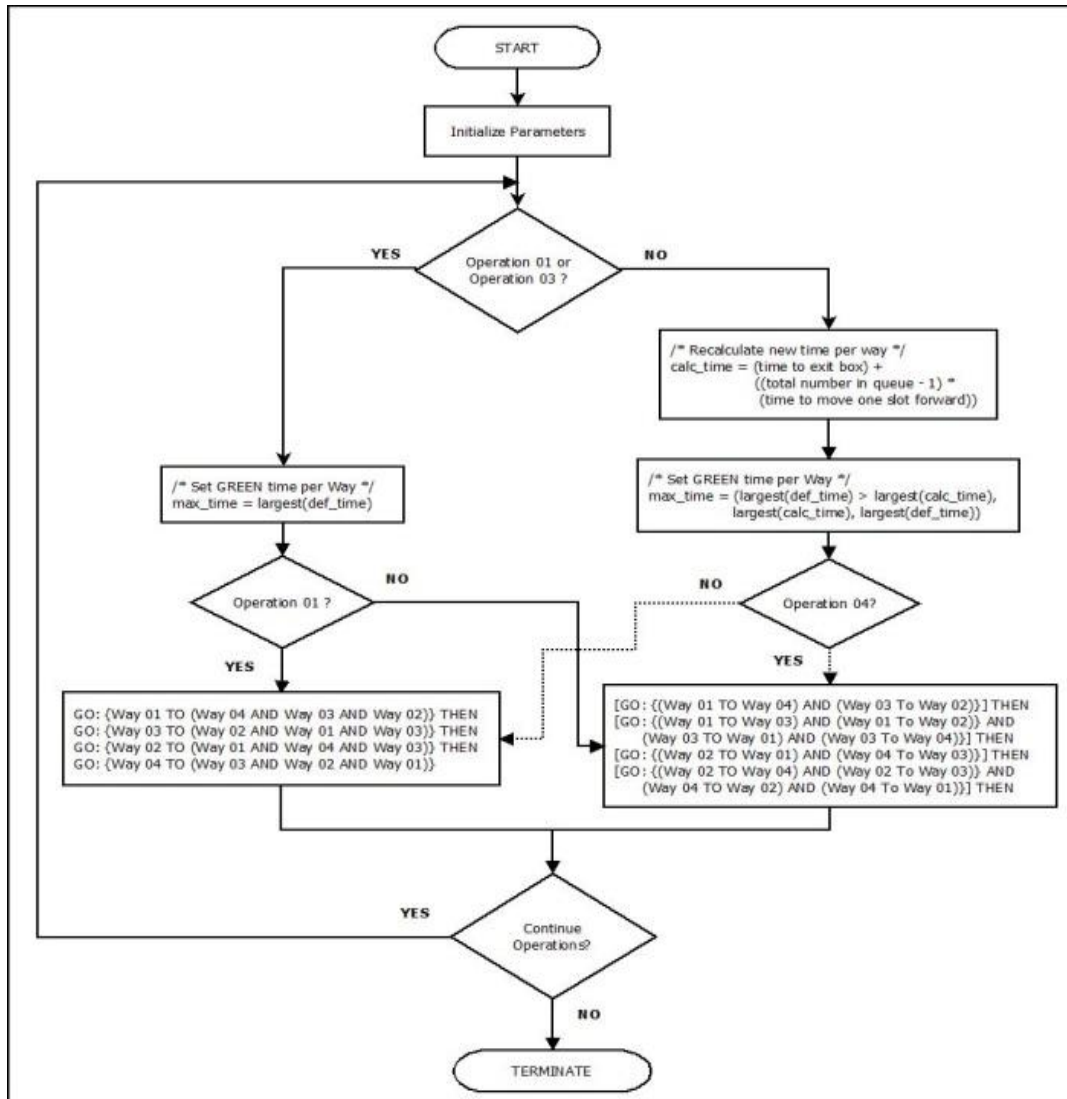 START
Initialize Parameters
YES
Operation 01 or
Operation 03 ?
NO
/* Recalculate new time per way */
calc_time = (time to exit box) +
((total number in queue - 1) *
(time to move one slot forward))
/* Set GREEN time per Way */
max_time = largest(def_time)
/* Set GREEN time per Way */
max_time = (largest(def_time) > largest(calc_time),
largest(calc_time), largest(def_time))
Operation 01 ?
NO
YES
NO
Operation 04?
YES
GO: {Way 01 TO (Way 04 AND Way 03 AND Way 02)} THEN
GO: {Way 03 TO (Way 02 AND Way 01 AND Way 03)} THEN
GO: {Way 02 TO (Way 01 AND Way 04 AND Way 03)} THEN
GO: {Way 04 TO (Way 03 AND Way 02 AND Way 01)}
[GO: {((Way 01 TO Way 04) AND (Way 03 To Way 02)}] THEN
[GO: {((Way 01 TO Way 03) AND (Way 01 To Way 02)} AND
(Way 03 TO Way 01) AND (Way 03 To Way 04)}] THEN
[GO: {((Way 02 TO Way 01) AND (Way 04 To Way 03)}] THEN
[GO: {((Way 02 TO Way 04) AND (Way 02 To Way 03)} AND
(Way 04 TO Way 02) AND (Way 04 To Way 01)}] THEN
YES
Continue
Operations?
NO
TERMINATE